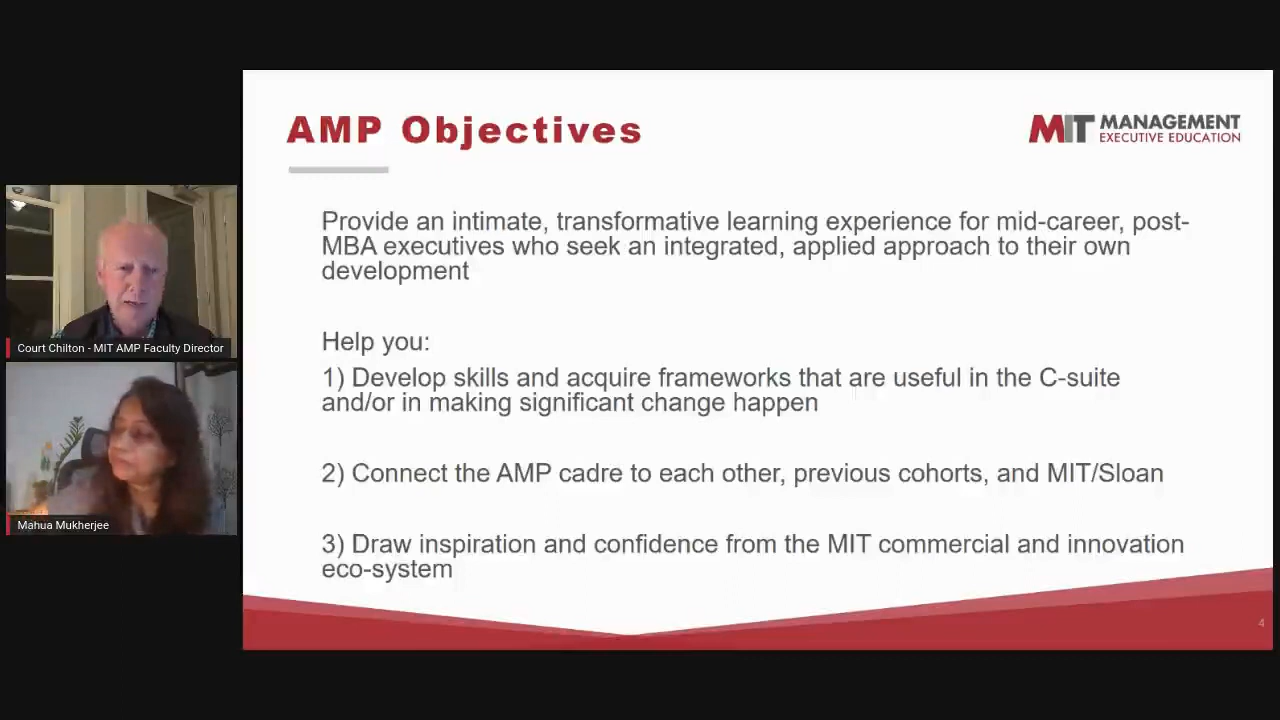 AMP Objectives
MIT MANAGEMENT
EXECUTIVE EDUCATION
Provide an intimate, transformative learning experience for mid-career, post-
MBA executives who seek an integrated, applied approach to their own
development
Help you:
1) Develop skills and acquire frameworks that are useful in the C-suite
and/or in making significant change happen
2) Connect the AMP cadre to each other, previous cohorts, and MIT/Sloan
3) Draw inspiration and confidence from the MIT commercial and innovation
eco-system
4
Court Chilton - MIT AMP Faculty Director
Mahua Mukherjee